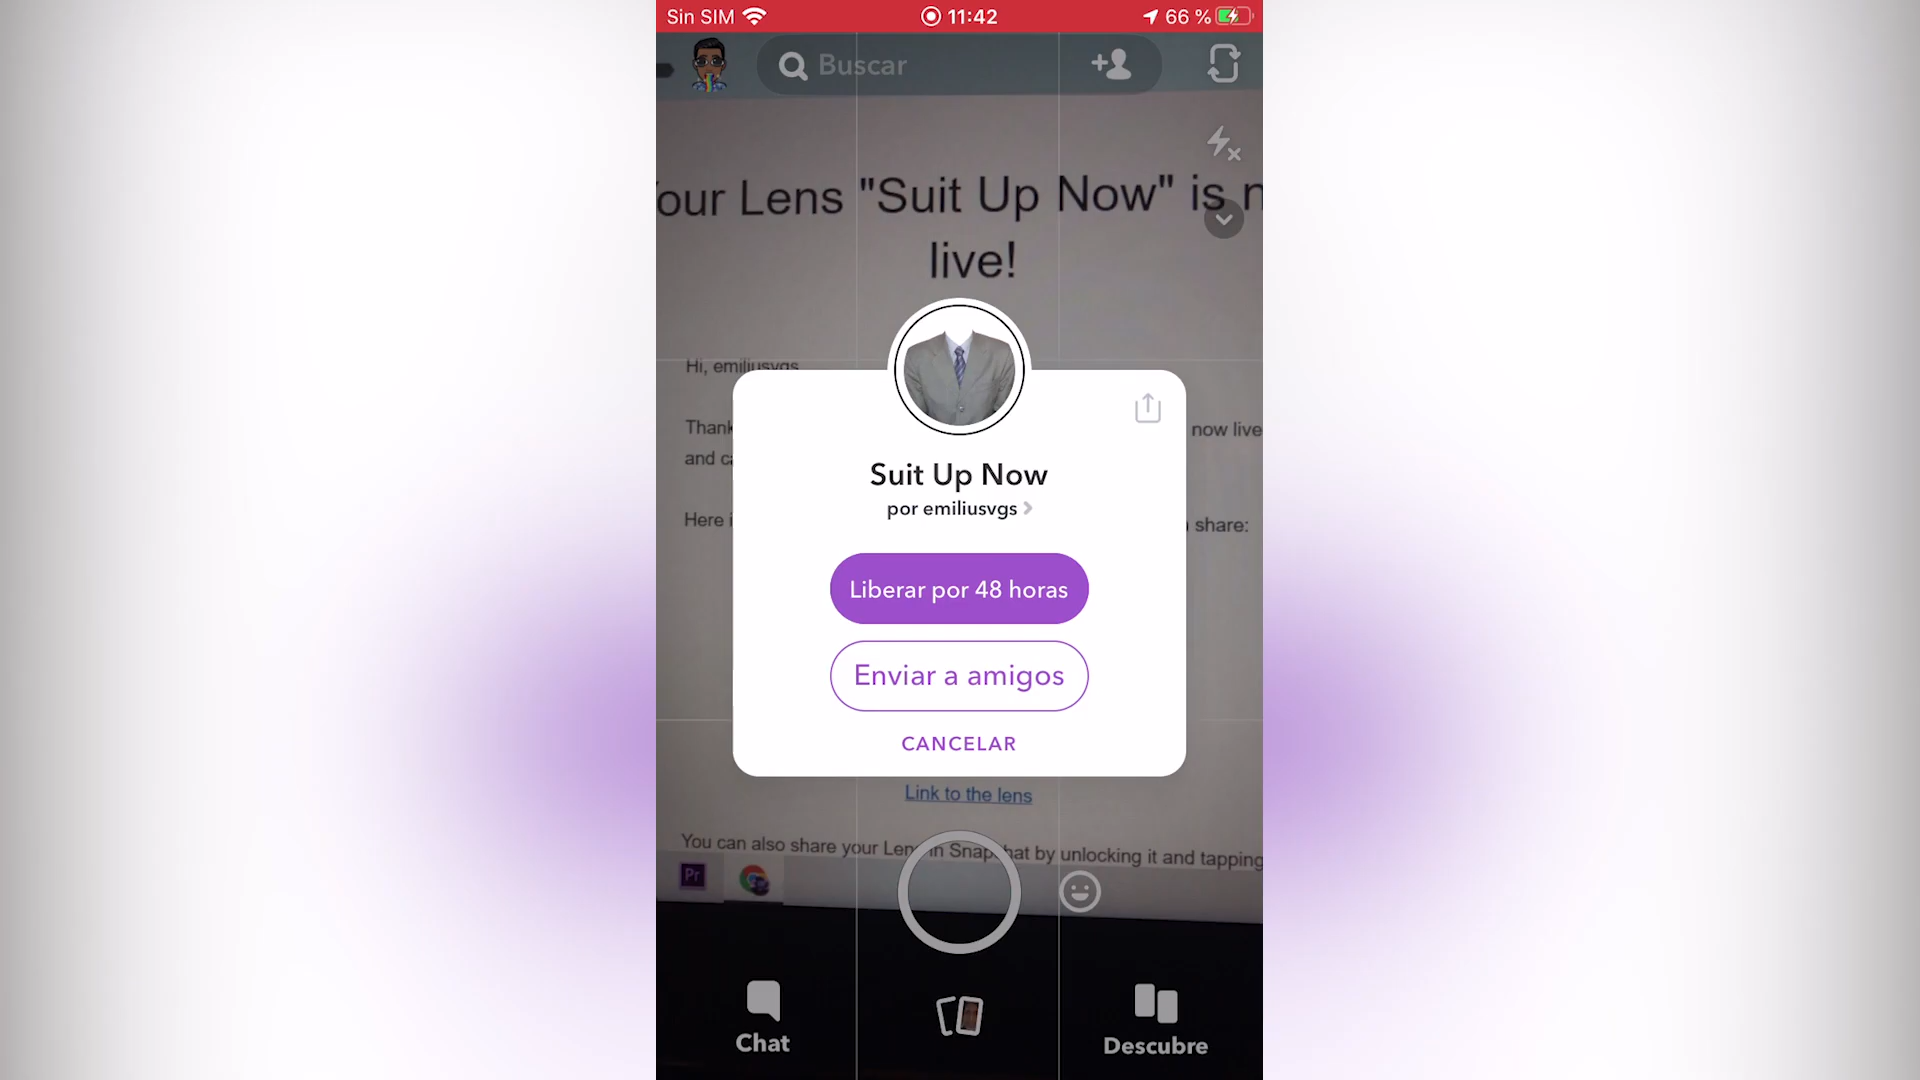 Sin SIM
11:42
66 %
Buscar
our Lens "Suit Up Now" is n
live!
Hi, emiliusvgs
Thank
now live
and ca
Suit Up Now
por emiliusvgs
Here i
share:
Liberar por 48 horas
Enviar a amigos
CANCELAR
Link to the lens
You can also share your Lens in Snapchat by unlocking it and tapping
Pr
Chat
Descubre